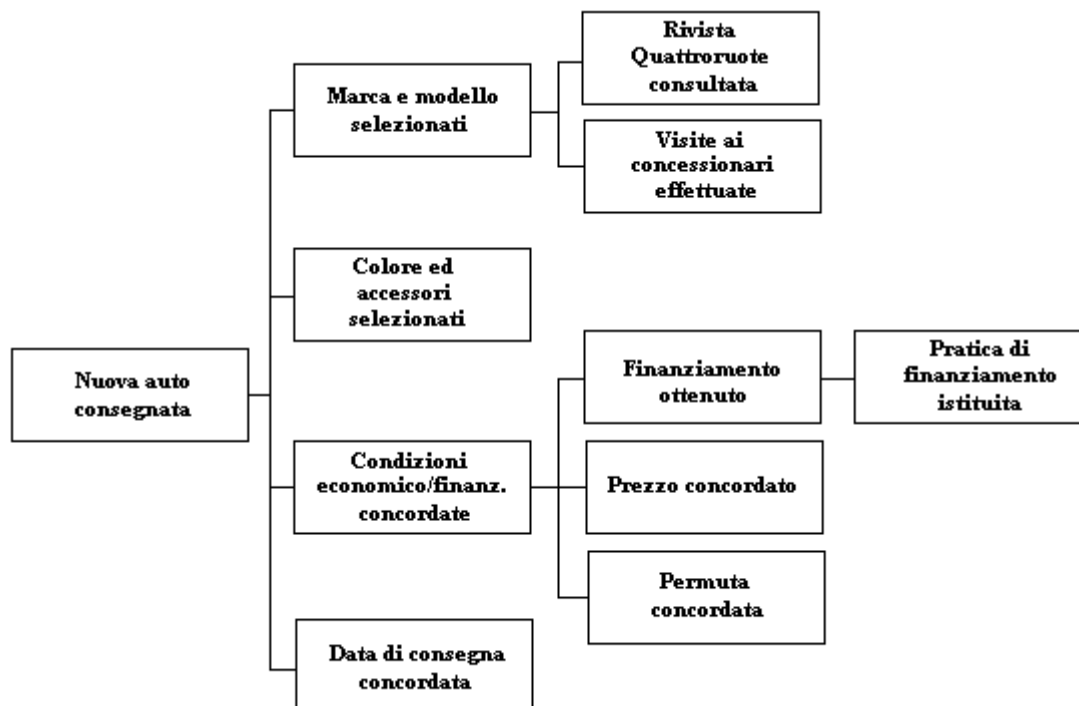 Rivista
Quattroruote
consultata
Marca e modello
selezionati
Visite ai
concessionari
effettuate
Colore ed
accessori
selezionati
Nuova auto
consegnata
Finanziamento
ottenuto
Pratica di
finanziamento
istituita
Condizioni
economico/finanz.
concordate
Prezzo concordato
Permuta
concordata
Data di consegna
concordata